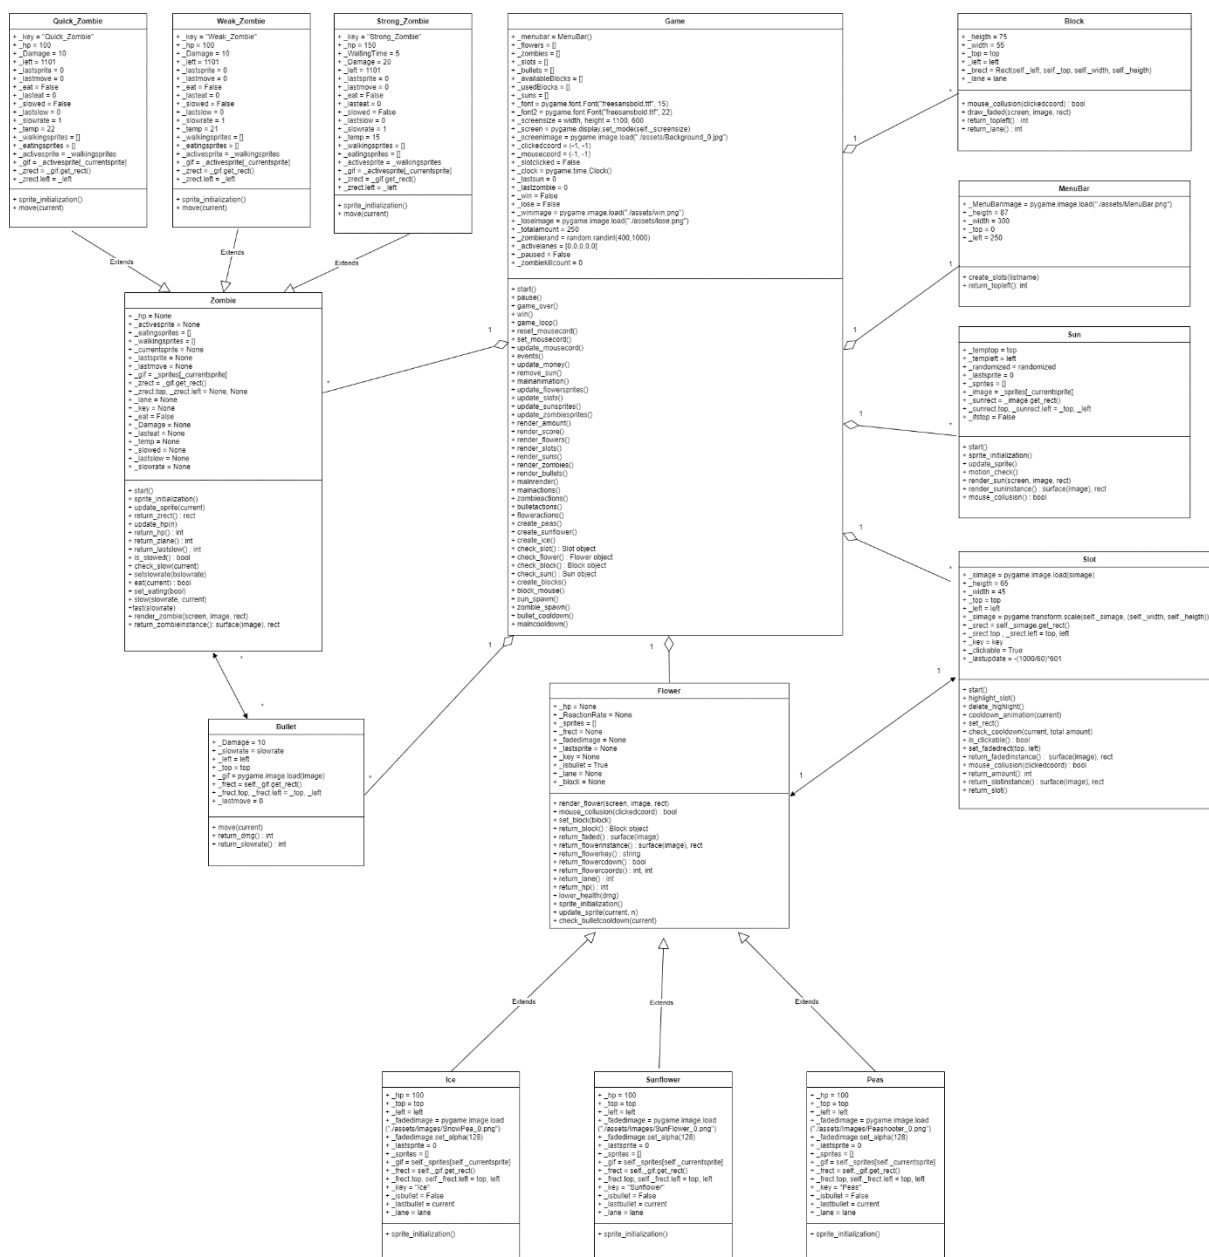 Quick_Zombie
+ _key = "Quick_Zombie"
+ _hp = 100
+ _Damage = 10
+ _left = 1101
+ _lastsprite = 0
+ _lastmove = 0
+ _eat = False
+ _lasteat = 0
+ _slowed = False
+ _lastslow = 0
+ _slowrate = 1
+ _temp = 22
+ _walkingsprites = []
+ _eatingsprites = []
+ _activesprite = _walkingsprites
+ _gif = _activesprite[_currentsprite]
+ _zrect = _gif.get_rect()
+ _zrect.left = _left
+ sprite_initialization()
+ move(current)
Weak_Zombie
+ _key = "Weak_Zombie"
+ _hp = 100
+ _Damage = 10
+ _left = 1101
+ _lastsprite = 0
+ _lastmove = 0
+ _eat = False
+ _lasteat = 0
+ _slowed = False
+ _lastslow = 0
+ _slowrate = 1
+ _temp = 21
+ _walkingsprites = []
+ _eatingsprites = []
+ _activesprite = _walkingsprites
+ _gif = _activesprite[_currentsprite]
+ _zrect = _gif.get_rect()
+ _zrect.left = _left
+ sprite_initialization()
+ move(current)
Strong_Zombie
+ _key = "Strong_Zombie"
+ _hp = 150
+ _WaitingTime = 5
+ _Damage = 20
+ _left = 1101
+ _lastsprite = 0
+ _lastmove = 0
+ _eat = False
+ _lasteat = 0
+ _slowed = False
+ _lastslow = 0
+ _slowrate = 1
+ _temp = 15
+ _walkingsprites = []
+ _eatingsprites = []
+ _activesprite = _walkingsprites
+ _gif = _activesprite[_currentsprite]
+ _zrect = _gif.get_rect()
+ _zrect.left = _left
+ sprite_initialization()
+ move(current)
Game
+ _menubar = MenuBar()
+ _flowers = []
+ _zombies = []
+ _slots = []
+ _bullets = []
+ _availableBlocks = []
+ _usedBlocks = []
+ _suns = []
+ _font = pygame.font.Font("freesansbold.ttf", 15)
+ _font2 = pygame.font.Font("freesansbold.ttf", 22)
+ _screensize = width, height = 1100, 600
+ _screen = pygame.display.set_mode(self._screensize)
+ _screenimage = pygame.image.load("./assets/Background_0.jpg")
+ _clickedcoord = (-1, -1)
+ _mousecoord = (-1, -1)
+ _slotclicked = False
+ _clock = pygame.time.Clock()
+ _lastsun = 0
+ _lastzombie = 0
+ _win = False
+ _lose = False
+ _winimage = pygame.image.load("./assets/win.png")
+ _loseimage = pygame.image.load("./assets/lose.png")
+ _totalamount = 250
+ _zombierand = random.randint(400,1000)
+ _activelanes = [0,0,0,0,0]
+ _paused = False
+ _zombiekillcount = 0
+ start()
+ pause()
+ game_over()
+ win()
+ game_loop()
+ reset_mousecord()
+ set_mousecord()
+ update_mousecord()
+ events()
+ update_money()
+ remove_sun()
+ mainanimation()
+ update_flowersprites()
+ update_slots()
+ update_sunsprites()
+ update_zombiesprites()
+ render_amount()
+ render_score()
+ render_flowers()
+ render_slots()
+ render_suns()
+ render_zombies()
+ render_bullets()
+ mainrender()
+ mainactions()
+ zombieactions()
+ bulletactions()
+ floweractions()
+ create_peas()
+ create_sunflower()
+ create_ice()
+ check_slot() : Slot object
+ check_flower() : Flower object
+ check_block() : Block object
+ check_sun() : Sun object
+ create_blocks()
+ block_mouse()
+ sun_spawn()
+ zombie_spawn()
+ bullet_cooldown()
+ maincooldown()
Block
+ _heigth = 75
+ _width = 55
+ _top = top
+ _left = left
+ _brect = Rect(self._left, self._top, self._width, self._heigth)
+ _lane = lane
+ mouse_collusion(clickedcoord) : bool
+ draw_faded(screen, image, rect)
+ return_topleft() : int
+ return_lane() : int
MenuBar
+ _MenuBarImage = pygame.image.load("./assets/MenuBar.png")
+ _heigth = 87
+ _width = 300
+ _top = 0
+ _left = 250
+ create_slots(listname)
+ return_topleft(): int
Sun
+ _temptop = top
+ _templeft = left
+ _randomized = randomized
+ _lastsprite = 0
+ _sprites = []
+ _image = _sprites[_currentsprite]
+ _sunrect = _image.get_rect()
+ _sunrect.top, _sunrect.left = _top, _left
+ _ifstop = False
+ start()
+ sprite_initialization()
+ update_sprite()
+ motion_check()
+ render_sun(screen, image, rect)
+ render_suninstance() : surface(image), rect
+ mouse_collusion() : bool
Slot
+ _simage = pygame.image.load(simage)
+ _heigth = 65
+ _width = 45
+ _top = top
+ _left = left
+ _simage = pygame.transform.scale(self._simage, (self._width, self._heigth))
+ _srect = self._simage.get_rect()
+ _srect.top , _srect.left = top, left
+ _key = key
+ _clickable = True
+ _lastupdate = -(1000/60)*601
+ start()
+ highlight_slot()
+ delete_highlight()
+ cooldown_animation(current)
+ set_rect()
+ check_cooldown(current, total amount)
+ is_clickable() : bool
+ set_fadedrect(top, left)
+ return_fadedinstance() : surface(image), rect
+ mouse_collusion(clickedcoord) : bool
+ return_amount(): int
+ return_slotinstance() : surface(image), rect
+ return_slot()
Extends
Extends
Extends
Zombie
+ _hp = None
+ _activesprite = None
+ _eatingsprites = []
+ _walkingsprites = []
+ _currentsprite = None
+ _lastsprite = None
+ _lastmove = None
+ _gif = _sprites[_currentsprite]
+ _zrect = _gif.get_rect()
+ _zrect.top, _zrect.left = None, None
+ _lane = None
+ _key = None
+ _eat = False
+ _Damage = None
+ _lasteat = None
+ _temp = None
+ _slowed = None
+ _lastslow = None
+ _slowrate = None
+ start()
+ sprite_initialization()
+ update_sprite(current)
+ return_zrect() : rect
+ update_hp(n)
+ return_hp() : int
+ return_zlane() : int
+ return_lastslow() : int
+ is_slowed() : bool
+ check_slow(current)
+ setslowrate(bslowrate)
+ eat(current) : bool
+ set_eating(bool)
+ slow(slowrate, current)
+fast(slowrate)
+ render_zombie(screen, image, rect)
+ return_zombieinstance(): surface(image), rect
Bullet
+ _Damage = 10
+ _slowrate = slowrate
+ _left = left
+ _top = top
+ _gif = pygame.image.load(image)
+ _frect = self._gif.get_rect()
+ _frect.top, _frect.left = _top, _left
+ _lastmove = 0
+ move(current)
+ return_dmg() : int
+ return_slowrate() : int
Flower
+ _hp = None
+ _ReactionRate = None
+ _sprites = []
+ _frect = None
+ _fadedimage = None
+ _lastsprite = None
+ _key = None
+ _isbullet = True
+ _lane = None
+ _block = None
+ render_flower(screen, image, rect)
+ mouse_collusion(clickedcoord) : bool
+ set_block(block)
+ return_block() : Block object
+ return_faded() : surface(image)
+ return_flowerinstance() : surface(image), rect
+ return_flowerkey() : string
+ return_flowercdown() : bool
+ return_flowercoords() : int, int
+ return_lane() : int
+ return_hp() : int
+ lower_health(dmg)
+ sprite_initialization()
+ update_sprite(current, n)
+ check_bulletcooldown(current)
Extends
Extends
Extends
Ice
+ _hp = 100
+ _top = top
+ _left = left
+ _fadedimage = pygame.image.load
("./assets/Images/SnowPea_0.png")
+ _fadedimage.set_alpha(128)
+ _lastsprite = 0
+ _sprites = []
+ _gif = self._sprites[self._currentsprite]
+ _frect = self._gif.get_rect()
+ _frect.top, self._frect.left = top, left
+ _key = "Ice"
+ _isbullet = False
+ _lastbullet = current
+ _lane = lane
+ sprite_initialization()
Sunflower
+ _hp = 100
+ _top = top
+ _left = left
+ _fadedimage = pygame.image.load
("./assets/Images/SunFlower_0.png")
+ _fadedimage.set_alpha(128)
+ _lastsprite = 0
+ _sprites = []
+ _gif = self._sprites[self._currentsprite]
+ _frect = self._gif.get_rect()
+ _frect.top, self._frect.left = top, left
+ _key = "Sunflower"
+ _isbullet = False
+ _lastbullet = current
+ _lane = lane
+ sprite_initialization()
Peas
+ _hp = 100
+ _top = top
+ _left = left
+ _fadedimage = pygame.image.load
("./assets/Images/Peashooter_0.png")
+ _fadedimage.set_alpha(128)
+ _lastsprite = 0
+ _sprites = []
+ _gif = self._sprites[self._currentsprite]
+ _frect = self._gif.get_rect()
+ _frect.top, self._frect.left = top, left
+ _key = "Peas"
+ _isbullet = False
+ _lastbullet = current
+ _lane = lane
+ sprite_initialization()
1
*
1
*
1
1
1
*
1
*
1
*
1
1
1
*
*